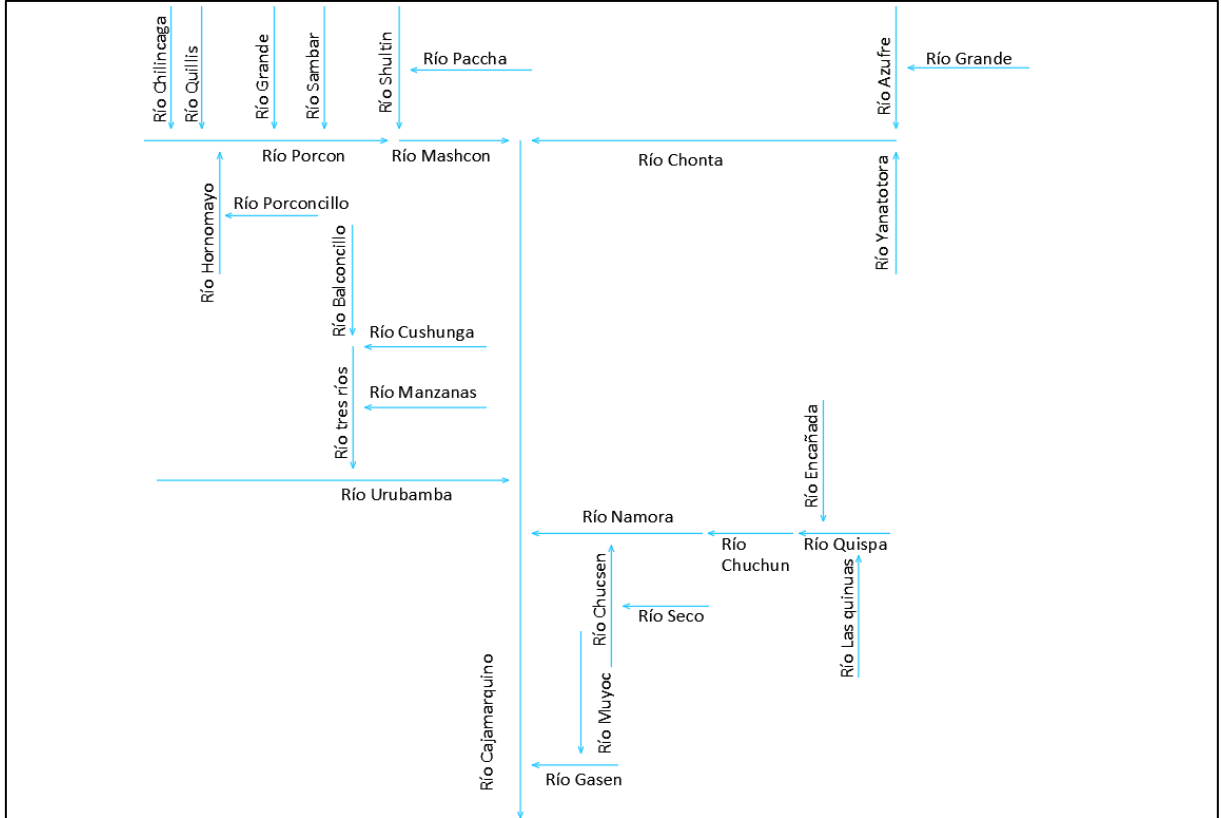 Río Chilincaga
Río Quillis
Río Grande
Río Sambar
Río Shultin
Río Paccha
Río Azufre
Río Grande
Río Porcon
Río Mashcon
Río Chonta
Río Hornomayo
Río Porconcillo
Río Yanatotora
Río Balconcillo
Río Cushunga
Río tres ríos
Río Manzanas
Río Urubamba
Río Encañada
Río Namora
Río
Chuchun
Río Quispa
Río Chucsen
Río Seco
Río Las quinuas
Río Cajamarquino
Río Muyoc
Río Gasen